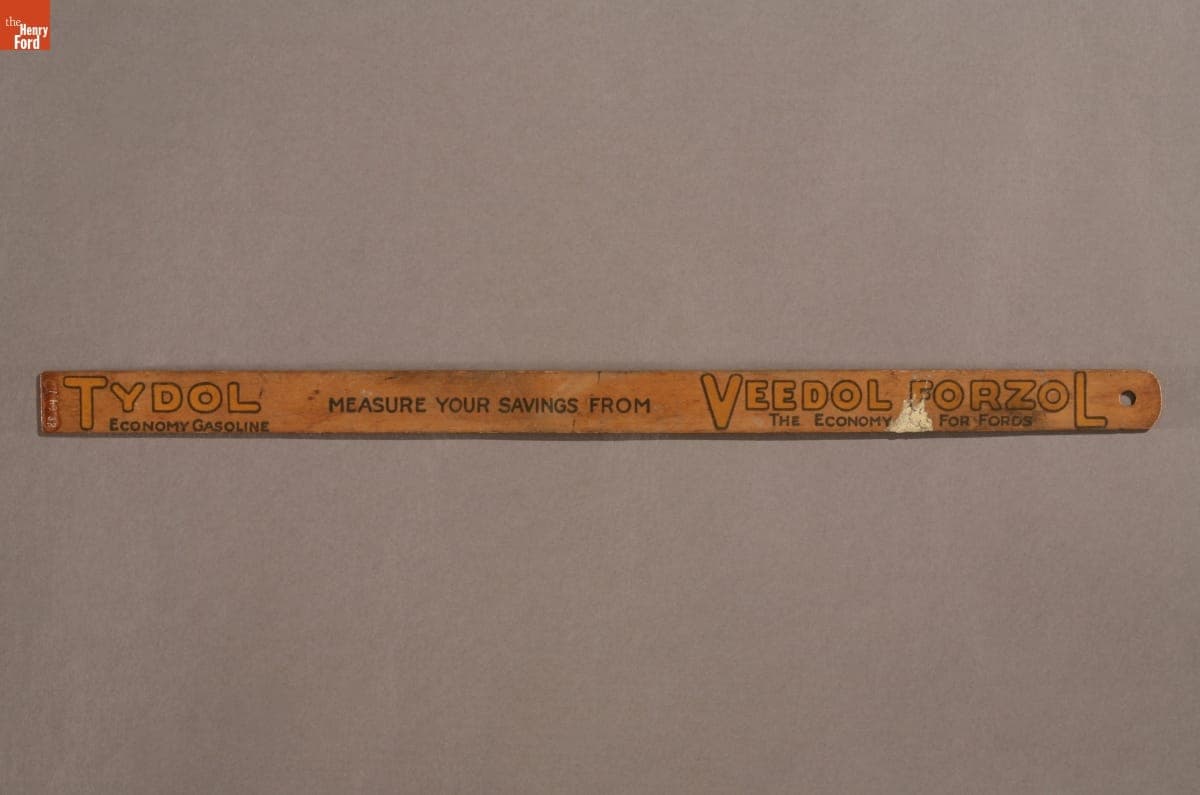 the
Henry
Ford
TYDOL
ECONOMY GASOLINE
MEASURE YOUR SAVINGS FROM
VEEDOL FORZOL
THE ECONOMY FOR FORDS